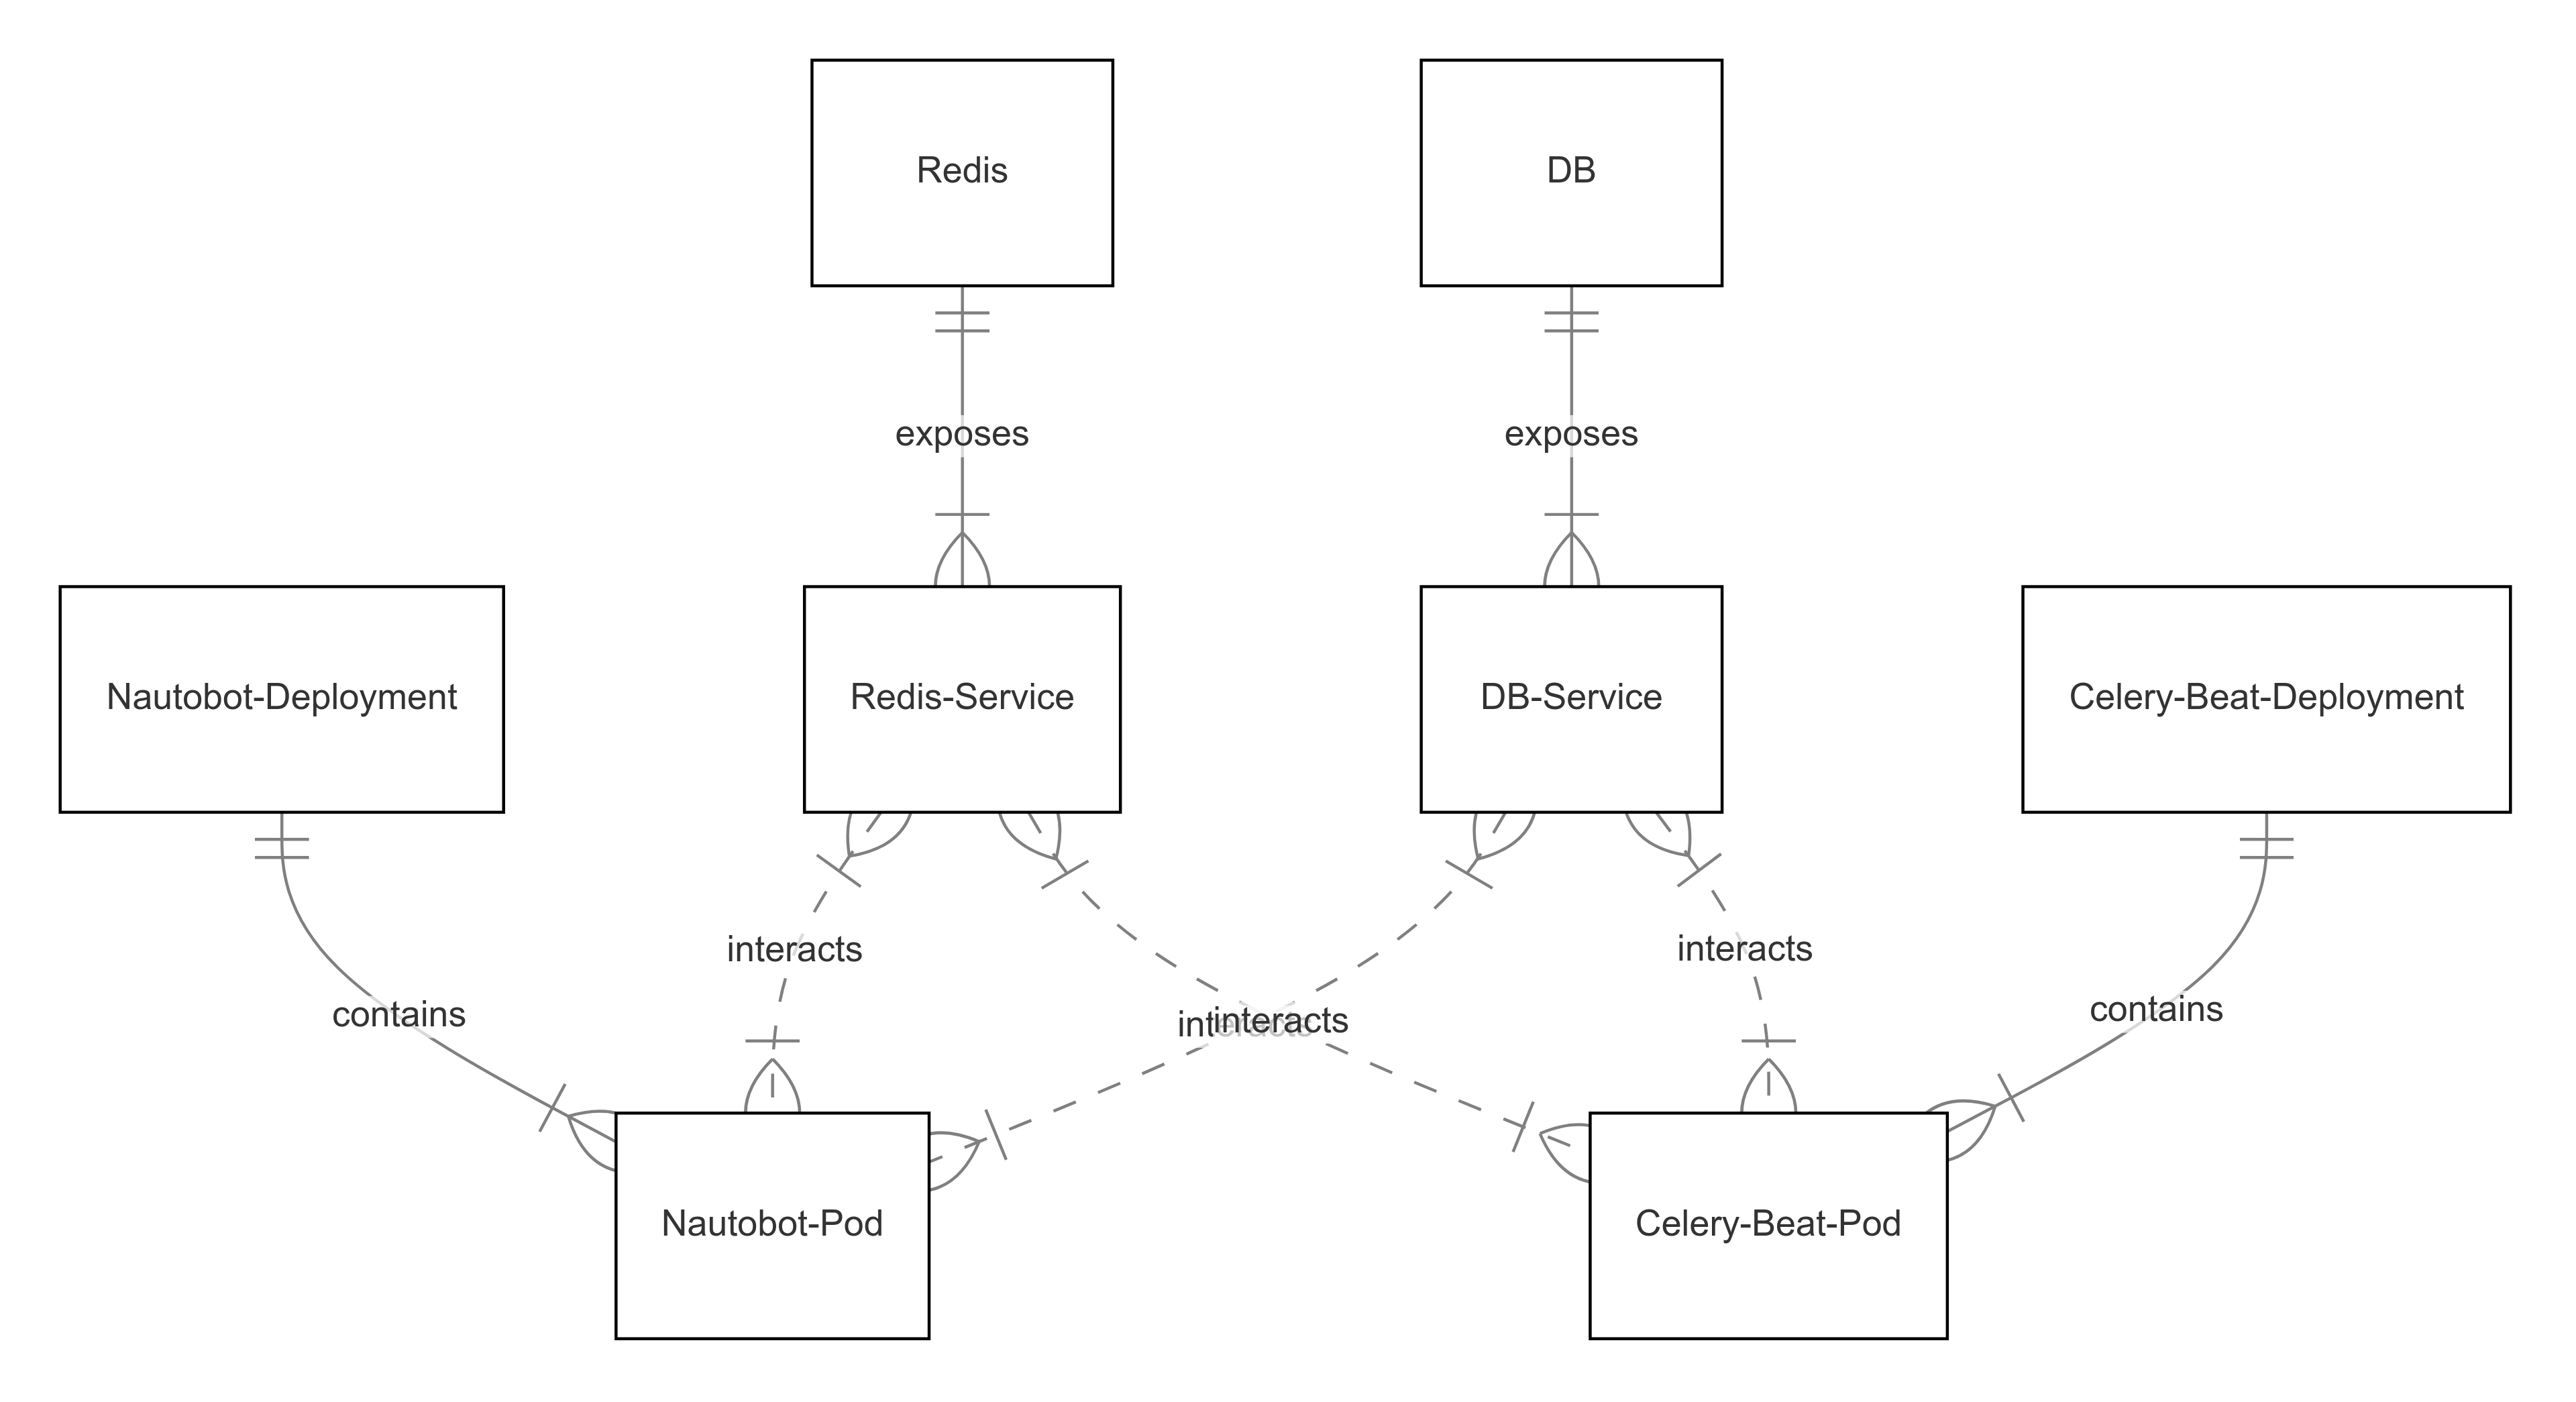 Redis
DB
exposes
exposes
Nautobot-Deployment
Redis-Service
DB-Service
Celery-Beat-Deployment
interacts
interacts
contains
interacts
interacts
contains
Nautobot-Pod
Celery-Beat-Pod